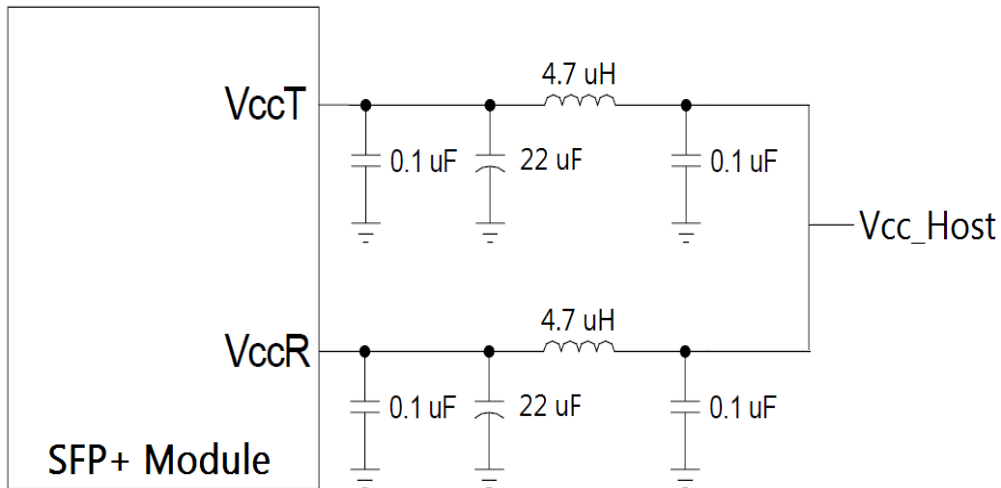 4.7 uH
VccT
0.1 uF
22 uF
0.1 uF
Vcc_Host
4.7 uH
VccR
0.1 uF
22 uF
0.1 uF
SFP+ Module